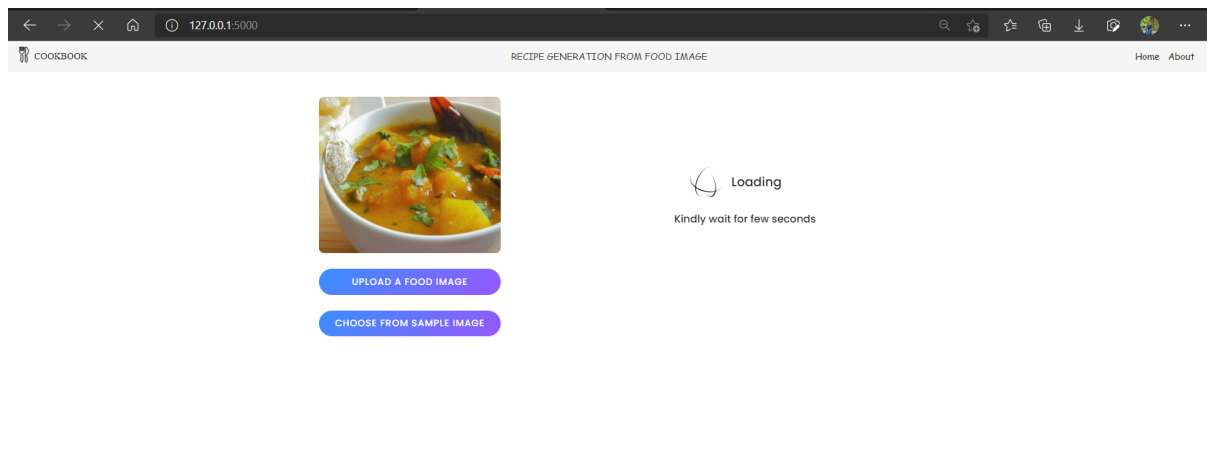 127.0.0.1:5000
COOKBOOK
RECIPE GENERATION FROM FOOD IMAGE
Home About
Loading
Kindly wait for few seconds
UPLOAD A FOOD IMAGE
CHOOSE FROM SAMPLE IMAGE